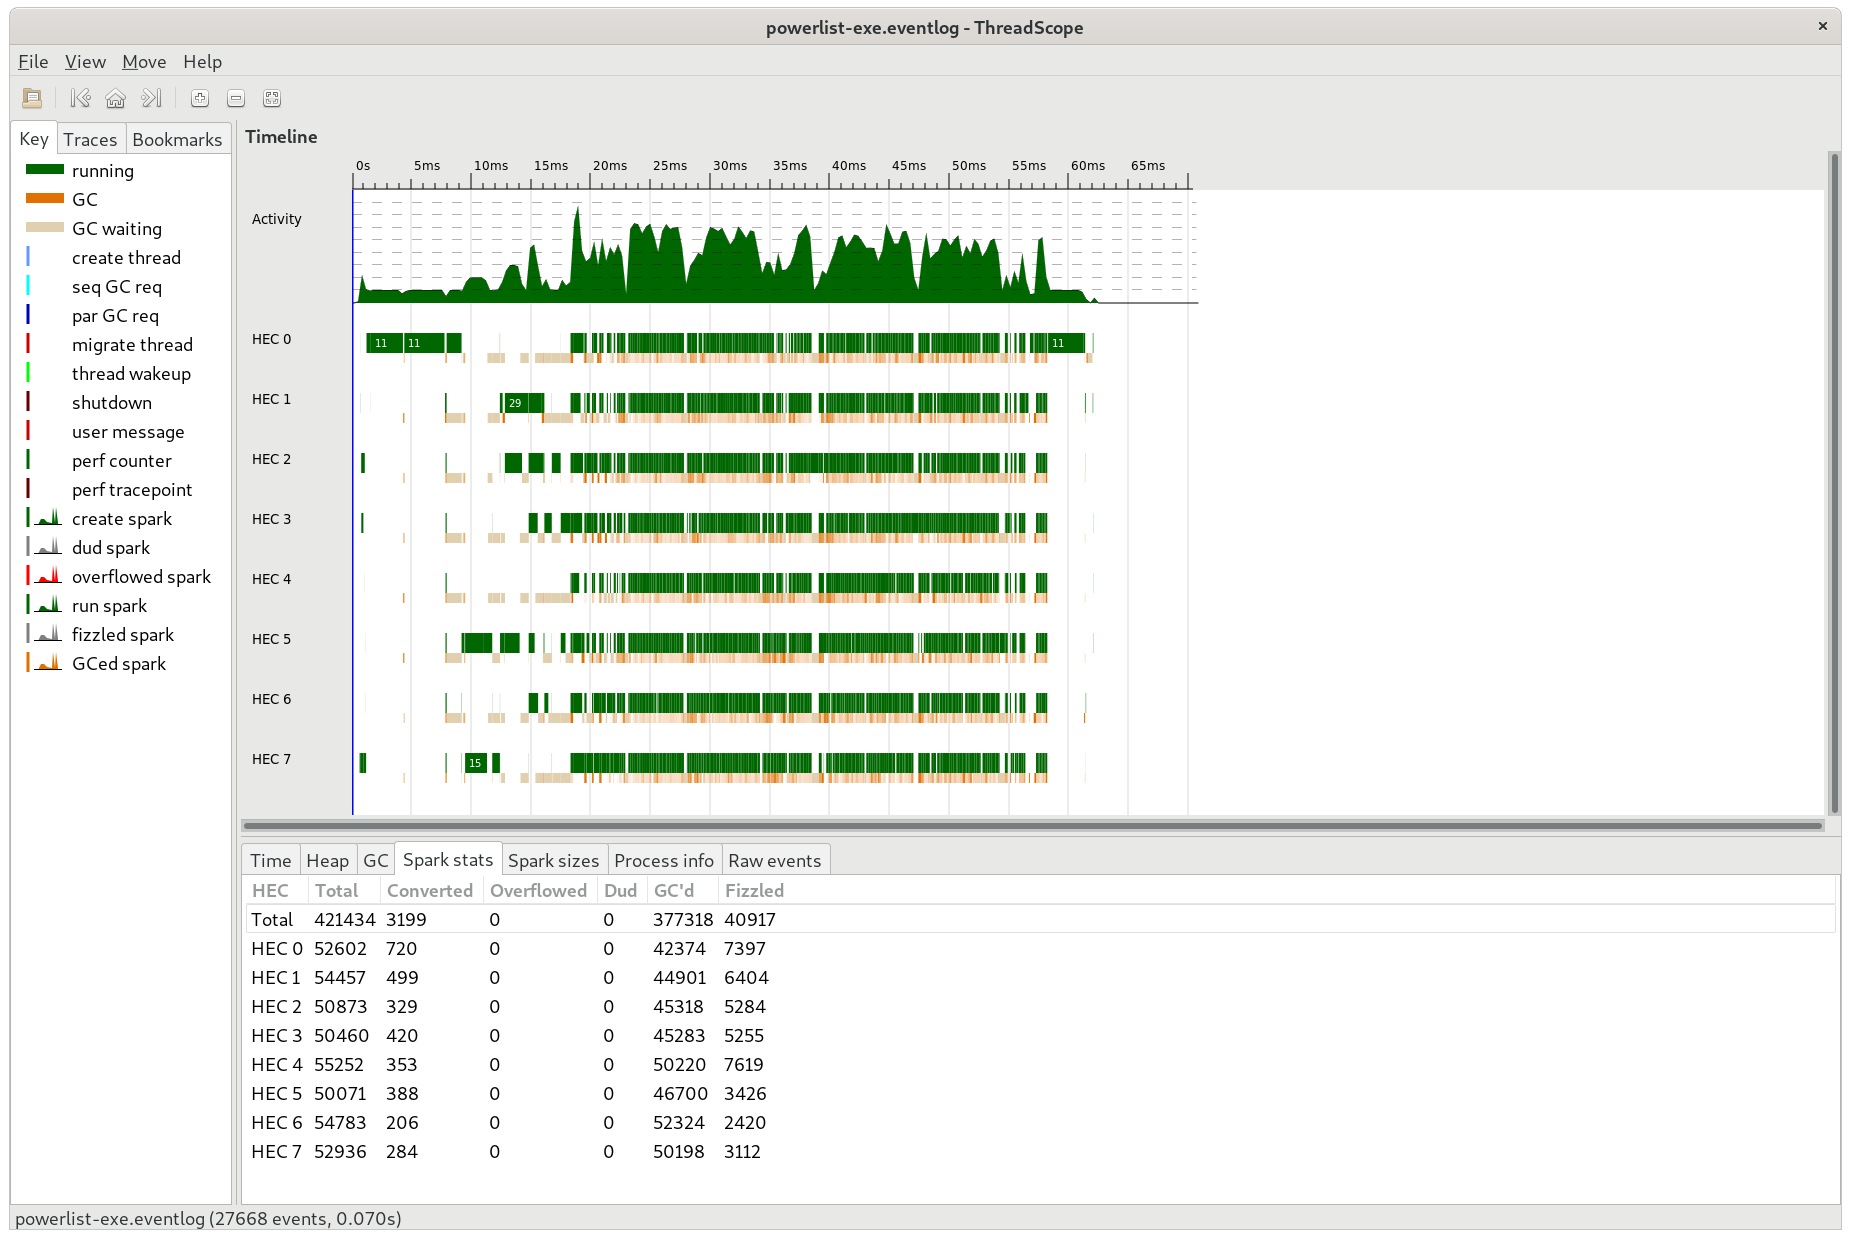 powerlist-exe.eventlog - ThreadScope ×
File View Move Help
Key Traces Bookmarks
running
GC
GC waiting
create thread
seq GC req
par GC req
migrate thread
thread wakeup
shutdown
user message
perf counter
perf tracepoint
create spark
dud spark
overflowed spark
run spark
fizzled spark
GCed spark
Timeline
0s 5ms 10ms 15ms 20ms 25ms 30ms 35ms 40ms 45ms 50ms 55ms 60ms 65ms
Activity
HEC 0 11 11 11
HEC 1 29
HEC 2
HEC 3
HEC 4
HEC 5
HEC 6
HEC 7 15
Time Heap GC Spark stats Spark sizes Process info Raw events
HEC Total Converted Overflowed Dud GC'd Fizzled
Total 421434 3199 0 0 377318 40917
HEC 0 52602 720 0 0 42374 7397
HEC 1 54457 499 0 0 44901 6404
HEC 2 50873 329 0 0 45318 5284
HEC 3 50460 420 0 0 45283 5255
HEC 4 55252 353 0 0 50220 7619
HEC 5 50071 388 0 0 46700 3426
HEC 6 54783 206 0 0 52324 2420
HEC 7 52936 284 0 0 50198 3112
powerlist-exe.eventlog (27668 events, 0.070s)